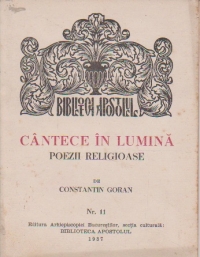 BIBLIOTECA APOSTOLUL
CÂNTECE ÎN LUMINĂ
POEZII RELIGIOASE
DE
CONSTANTIN GORAN
Nr. 11
Editura Arhiepiscopiei Bucureștilor, secția culturală:
BIBLIOTECA APOSTOLUL
1937